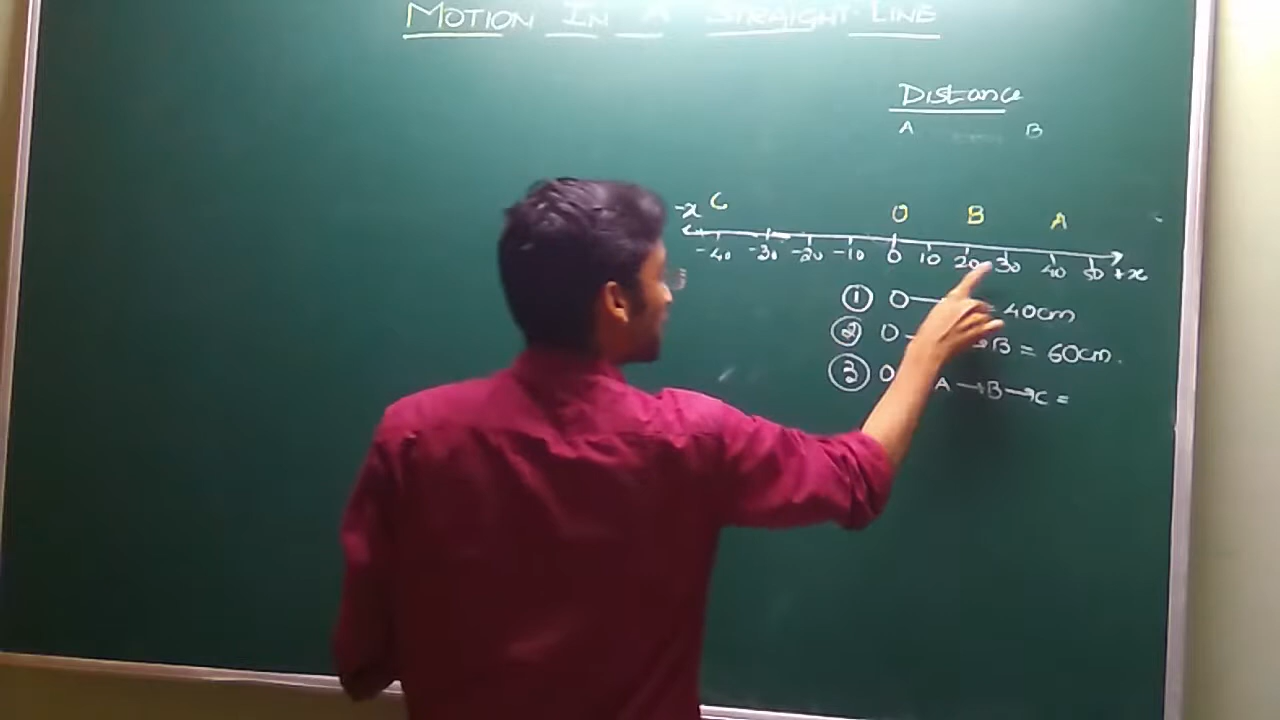 MOTION IN A STRAIGHT LINE
Distance
A B
-x C O B A
-40 -30 -20 -10 0 10 20 30 40 50 +x
① O = 40cm
② O → B = 60cm.
③ O A → B → C =